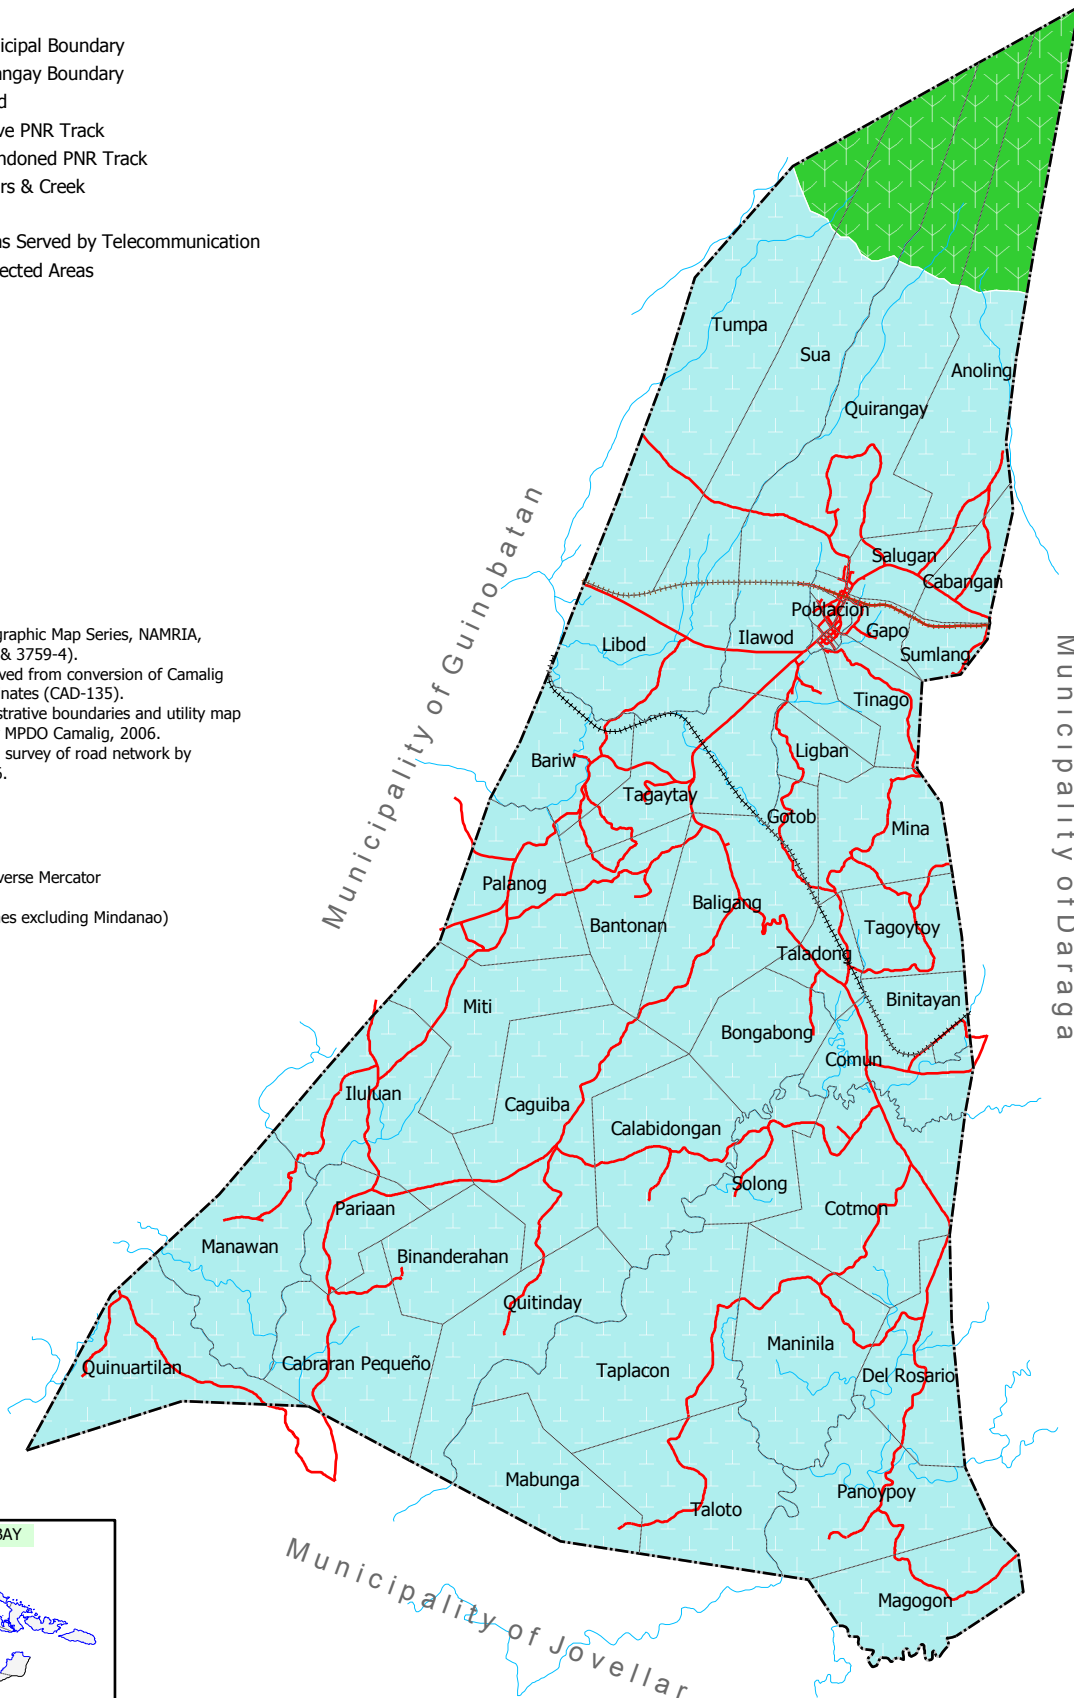 icipal Boundary
angay Boundary
d
ve PNR Track
ndoned PNR Track
rs & Creek
as Served by Telecommunication
ected Areas
Tumpa
Sua
Anoling
Quirangay
Municipality of Guinobatan
Salugan
Cabangan
Poblacion
Gapo
Ilawod
Libod
Sumlang
graphic Map Series, NAMRIA,
& 3759-4).
ved from conversion of Camalig
nates (CAD-135).
strative boundaries and utility map
MPDO Camalig, 2006.
survey of road network by
6.
Municipality of Daraga
Tinago
Ligban
Bariw
Tagaytay
Gotob
Mina
verse Mercator
nes excluding Mindanao)
Palanog
Baligang
Bantonan
Tagoytoy
Taladong
Binitayan
Miti
Bongabong
Comun
Iluluan
Caguiba
Calabidongan
Solong
Pariaan
Cotmon
Manawan
Binanderahan
Quitinday
Maninila
Quinuartilan
Cabraran Pequeño
Taplacon
Del Rosario
Mabunga
Panoypoy
Taloto
BAY
Municipality of Jovellar
Magogon